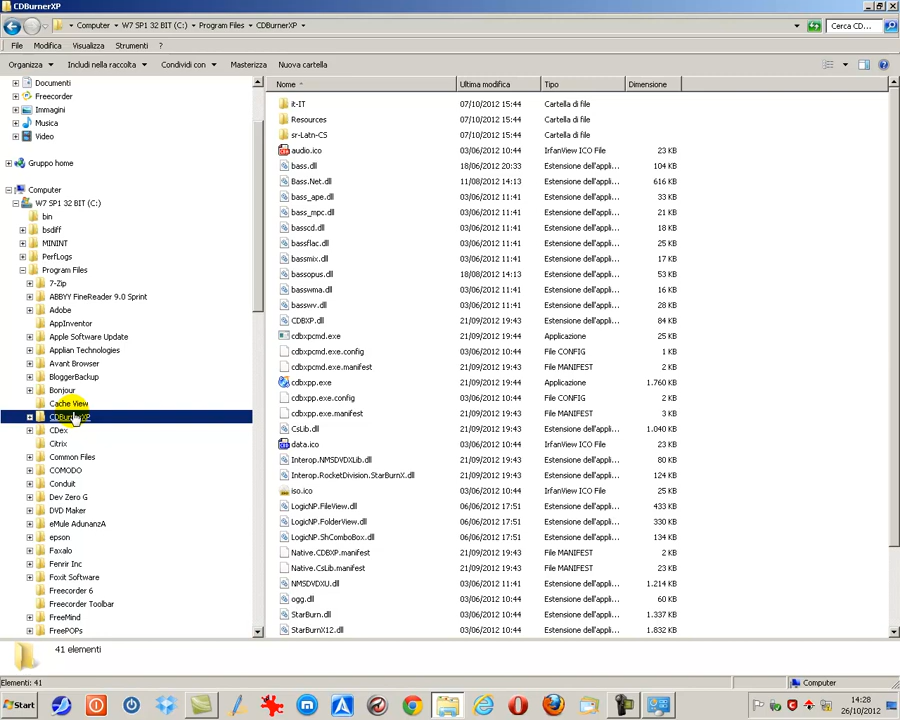 CDBurnerXP
Computer W7 SP1 32 BIT (C:) Program Files CDBurnerXP Cerca CD...
File Modifica Visualizza Strumenti ?
Organizza Includi nella raccolta Condividi con Masterizza Nuova cartella
Documenti
Freecorder
Immagini
Musica
Video
Gruppo home
Computer
W7 SP1 32 BIT (C:)
bin
bsdiff
MININT
PerfLogs
Program Files
7-Zip
ABBYY FineReader 9.0 Sprint
Adobe
AppInventor
Apple Software Update
Applian Technologies
Avant Browser
BloggerBackup
Bonjour
Cache View
CDBurnerXP
CDex
Citrix
Common Files
COMODO
Conduit
Dev Zero G
DVD Maker
eMule AdunanzA
epson
Faxalo
Fenrir Inc
Foxit Software
Freecorder 6
Freecorder Toolbar
FreeMind
FreePOPs
Nome Ultima modifica Tipo Dimensione
it-IT 07/10/2012 15:44 Cartella di file
Resources 07/10/2012 15:44 Cartella di file
sr-Latn-CS 07/10/2012 15:44 Cartella di file
audio.ico 03/06/2012 10:44 IrfanView ICO File 23 KB
bass.dll 18/06/2012 20:33 Estensione dell'appli... 104 KB
Bass.Net.dll 11/08/2012 14:13 Estensione dell'appli... 616 KB
bass_ape.dll 03/06/2012 11:41 Estensione dell'appli... 33 KB
bass_mpc.dll 03/06/2012 11:41 Estensione dell'appli... 21 KB
basscd.dll 03/06/2012 11:41 Estensione dell'appli... 18 KB
bassflac.dll 03/06/2012 11:41 Estensione dell'appli... 25 KB
bassmix.dll 03/06/2012 11:41 Estensione dell'appli... 17 KB
bassopus.dll 18/08/2012 14:13 Estensione dell'appli... 53 KB
basswma.dll 03/06/2012 10:44 Estensione dell'appli... 16 KB
basswv.dll 03/06/2012 10:44 Estensione dell'appli... 28 KB
CDBXP.dll 21/09/2012 19:43 Estensione dell'appli... 84 KB
cdbxpcmd.exe 21/09/2012 19:43 Applicazione 25 KB
cdbxpcmd.exe.config 03/06/2012 10:44 File CONFIG 1 KB
cdbxpcmd.exe.manifest 21/09/2012 19:43 File MANIFEST 2 KB
cdbxpp.exe 21/09/2012 19:43 Applicazione 1.760 KB
cdbxpp.exe.config 03/06/2012 10:44 File CONFIG 2 KB
cdbxpp.exe.manifest 21/09/2012 19:43 File MANIFEST 3 KB
CsLib.dll 21/09/2012 19:43 Estensione dell'appli... 1.040 KB
data.ico 03/06/2012 10:44 IrfanView ICO File 23 KB
Interop.NMSDVDXLib.dll 21/09/2012 19:43 Estensione dell'appli... 80 KB
Interop.RocketDivision.StarBurnX.dll 21/09/2012 19:43 Estensione dell'appli... 124 KB
iso.ico 03/06/2012 10:44 IrfanView ICO File 25 KB
LogicNP.FileView.dll 06/06/2012 17:51 Estensione dell'appli... 433 KB
LogicNP.FolderView.dll 06/06/2012 17:51 Estensione dell'appli... 330 KB
LogicNP.ShComboBox.dll 06/06/2012 17:51 Estensione dell'appli... 134 KB
Native.CDBXP.manifest 21/09/2012 19:43 File MANIFEST 2 KB
Native.CsLib.manifest 21/09/2012 19:43 File MANIFEST 23 KB
NMSDVDXU.dll 03/06/2012 11:41 Estensione dell'appli... 1.214 KB
ogg.dll 03/06/2012 10:44 Estensione dell'appli... 60 KB
StarBurn.dll 03/06/2012 10:44 Estensione dell'appli... 1.337 KB
StarBurnX12.dll 03/06/2012 10:44 Estensione dell'appli... 1.832 KB
41 elementi
Elementi: 41 Computer
Start 14:28
26/10/2012